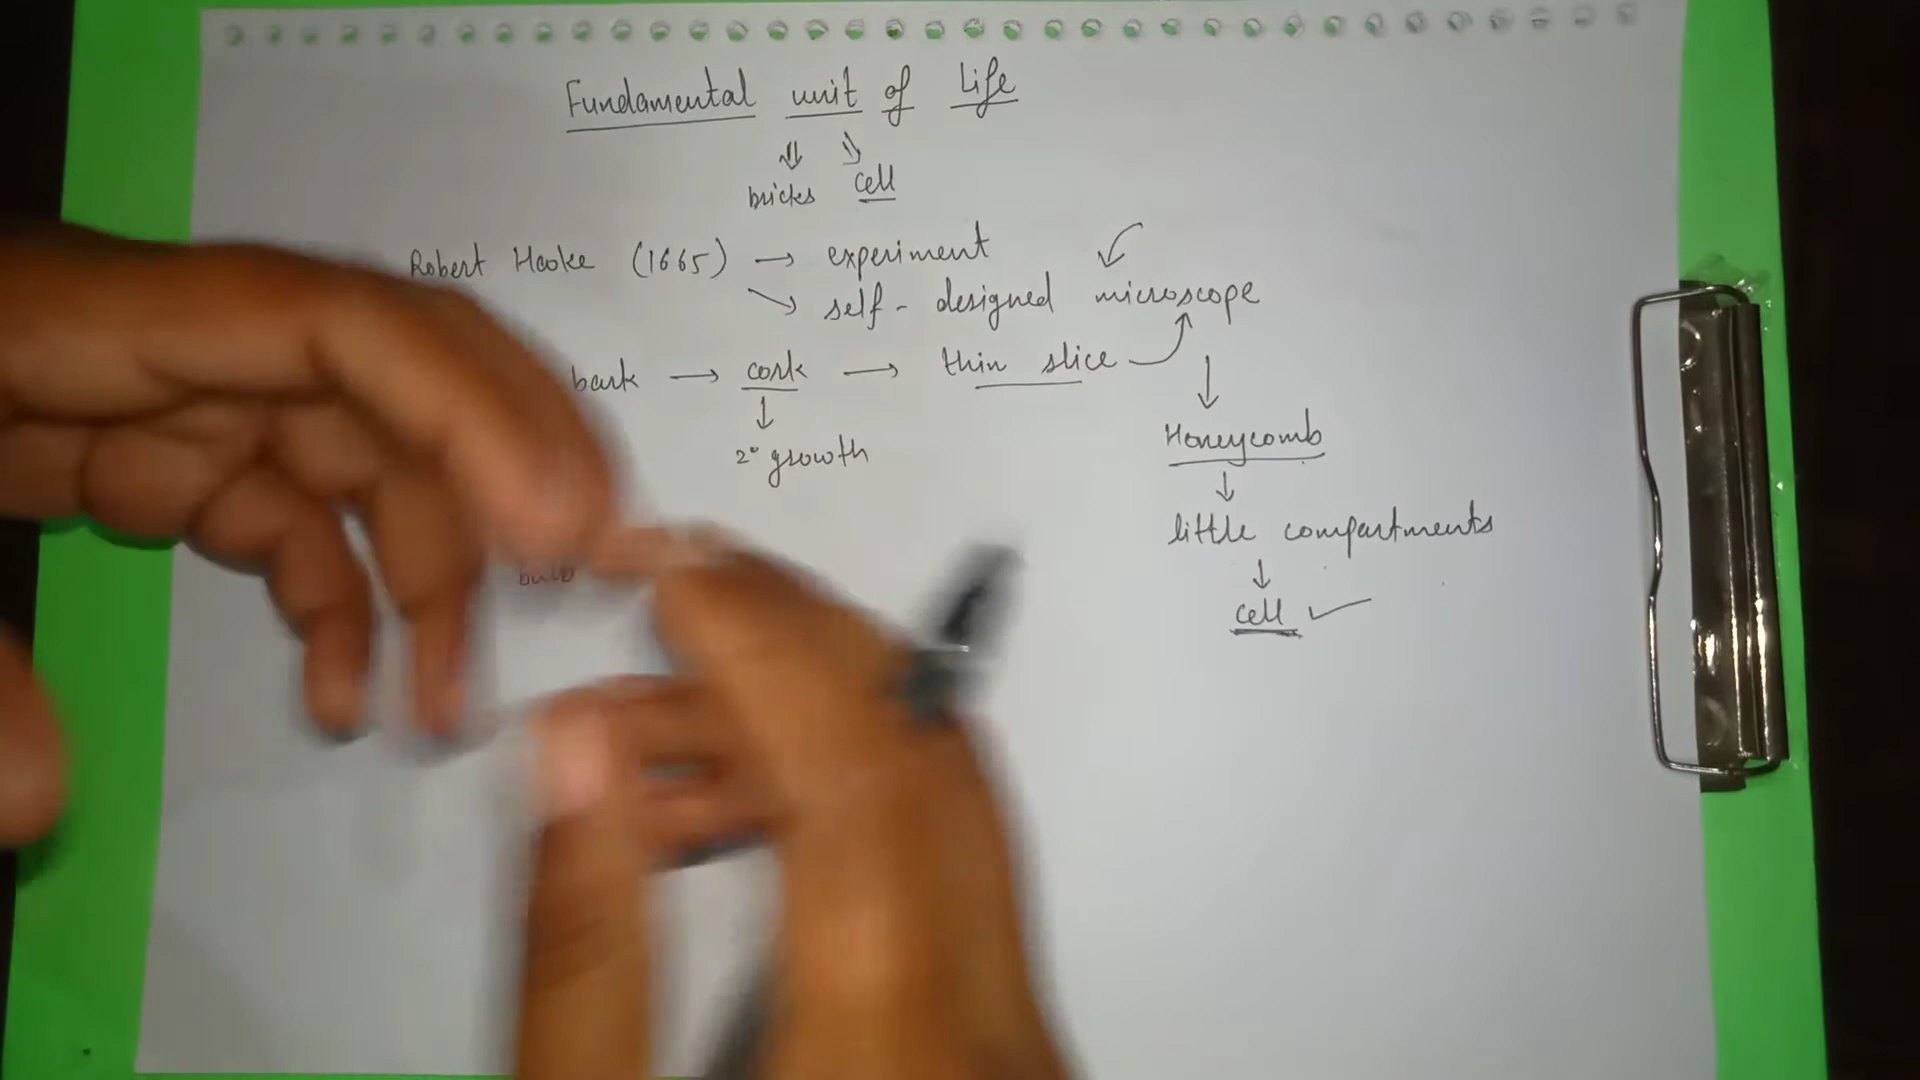 Fundamental unit of Life
bricks cell
Robert Hooke (1665) → experiment
→ self - designed microscope
bark → cork → thin slice
↓
2° growth
↓
Honeycomb
↓
little compartments
↓
cell ✓